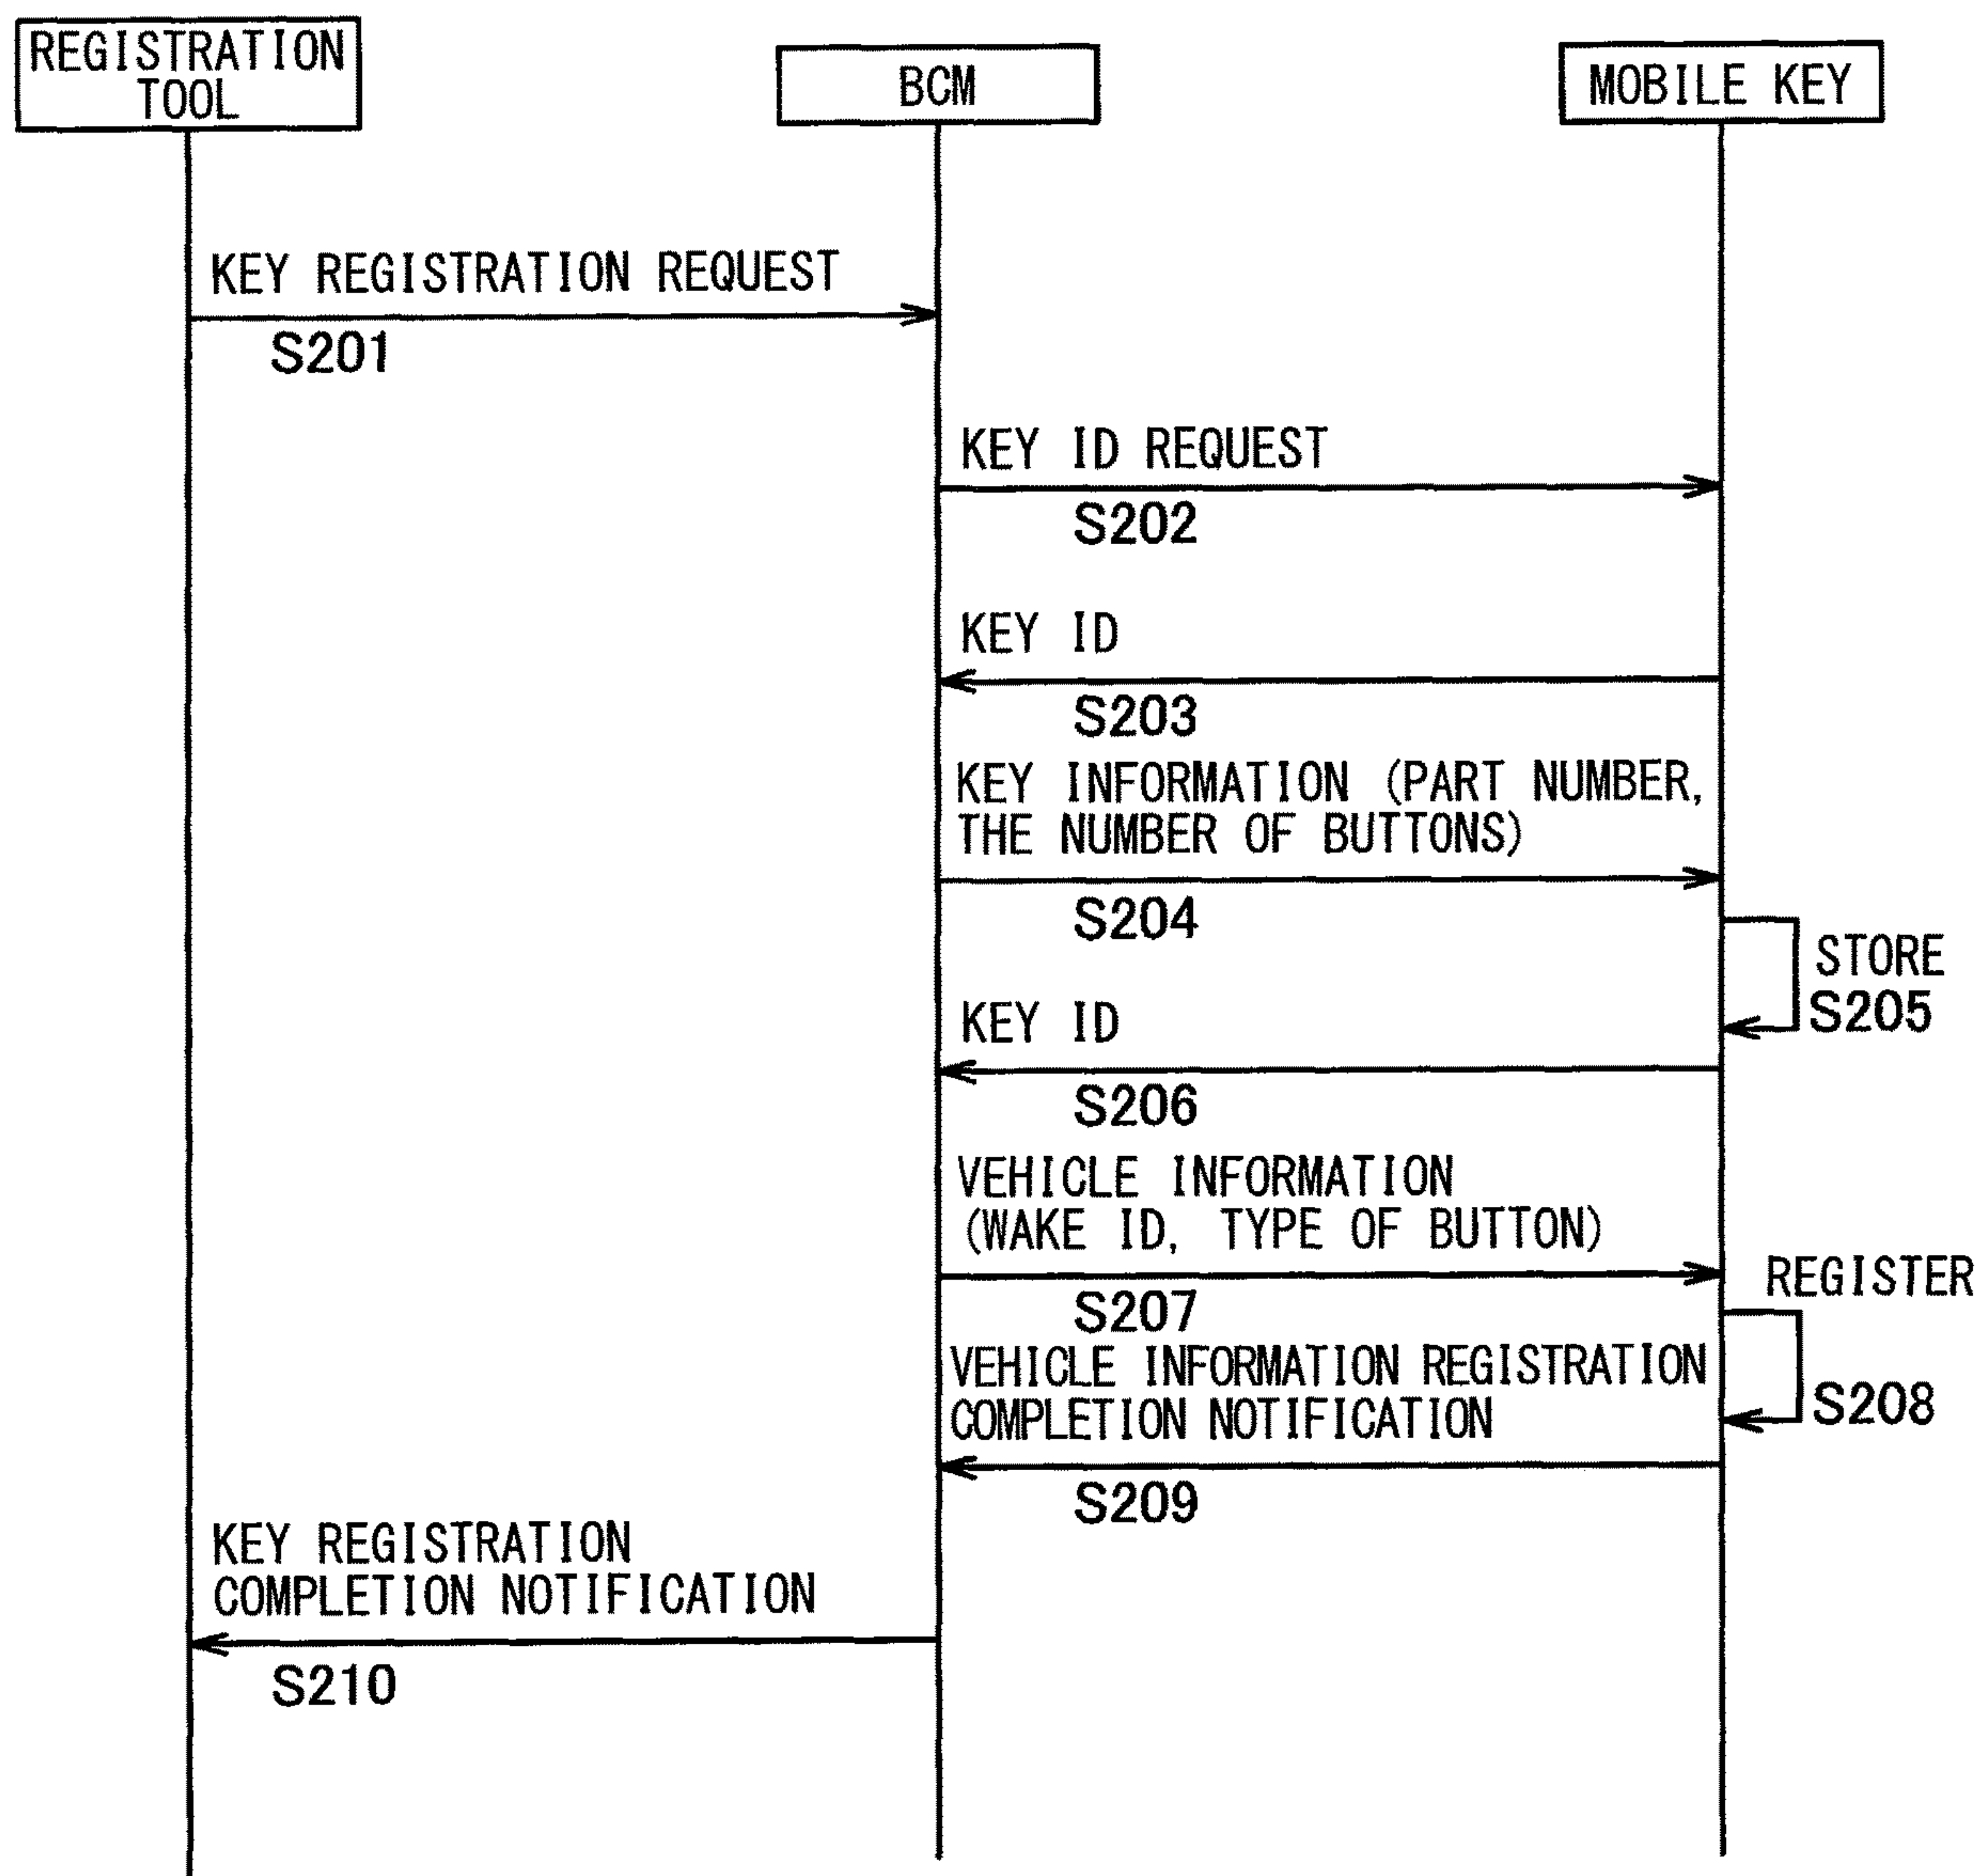 REGISTRATION
TOOL
BCM
MOBILE KEY
KEY REGISTRATION REQUEST
S201
KEY ID REQUEST
S202
KEY ID
S203
KEY INFORMATION (PART NUMBER,
THE NUMBER OF BUTTONS)
S204
STORE
S205
KEY ID
S206
VEHICLE INFORMATION
(WAKE ID, TYPE OF BUTTON)
S207
REGISTER
S208
VEHICLE INFORMATION REGISTRATION
COMPLETION NOTIFICATION
S209
KEY REGISTRATION
COMPLETION NOTIFICATION
S210